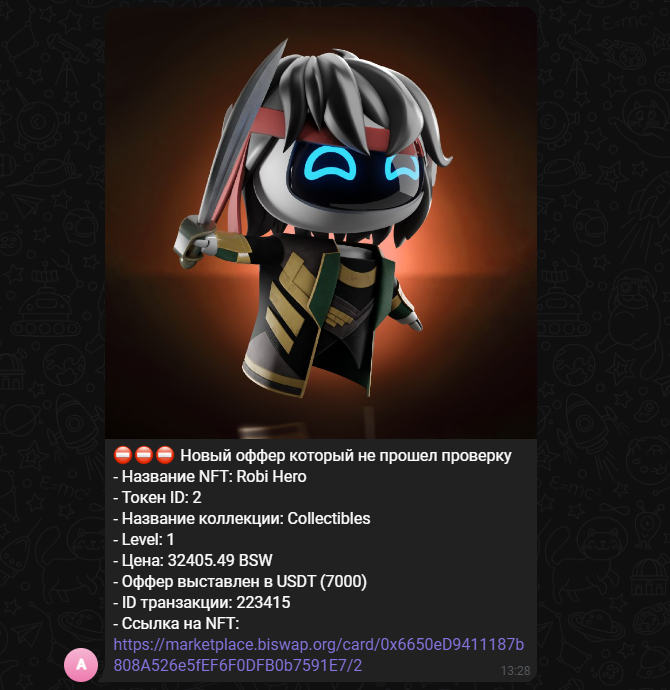 ⛔⛔⛔ Новый оффер который не прошел проверку
- Название NFT: Robi Hero
- Токен ID: 2
- Название коллекции: Collectibles
- Level: 1
- Цена: 32405.49 BSW
- Оффер выставлен в USDT (7000)
- ID транзакции: 223415
- Ссылка на NFT:
https://marketplace.biswap.org/card/0x6650eD9411187b
808A526e5fEF6F0DFB0b7591E7/2
A
13:28